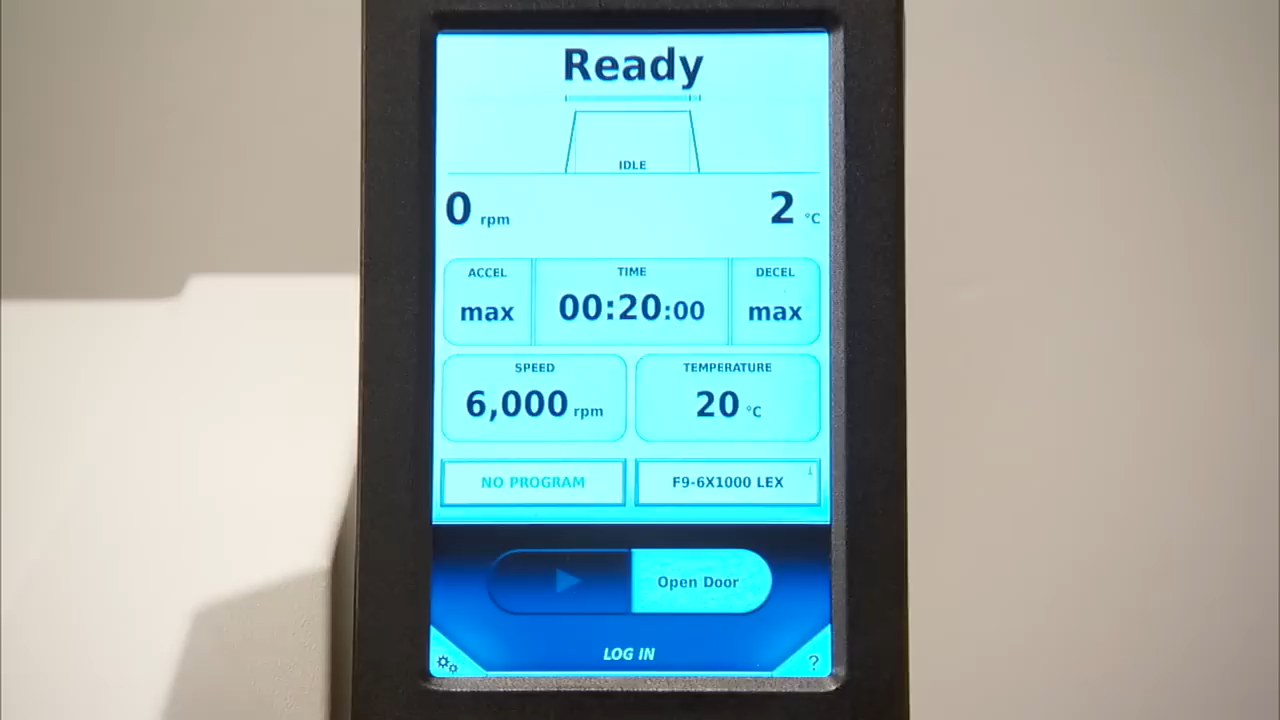 Ready
IDLE
0 rpm
2 °C
ACCEL
max
TIME
00:20:00
DECEL
max
SPEED
6,000 rpm
TEMPERATURE
20 °C
NO PROGRAM
F9-6X1000 LEX
Open Door
LOG IN
?